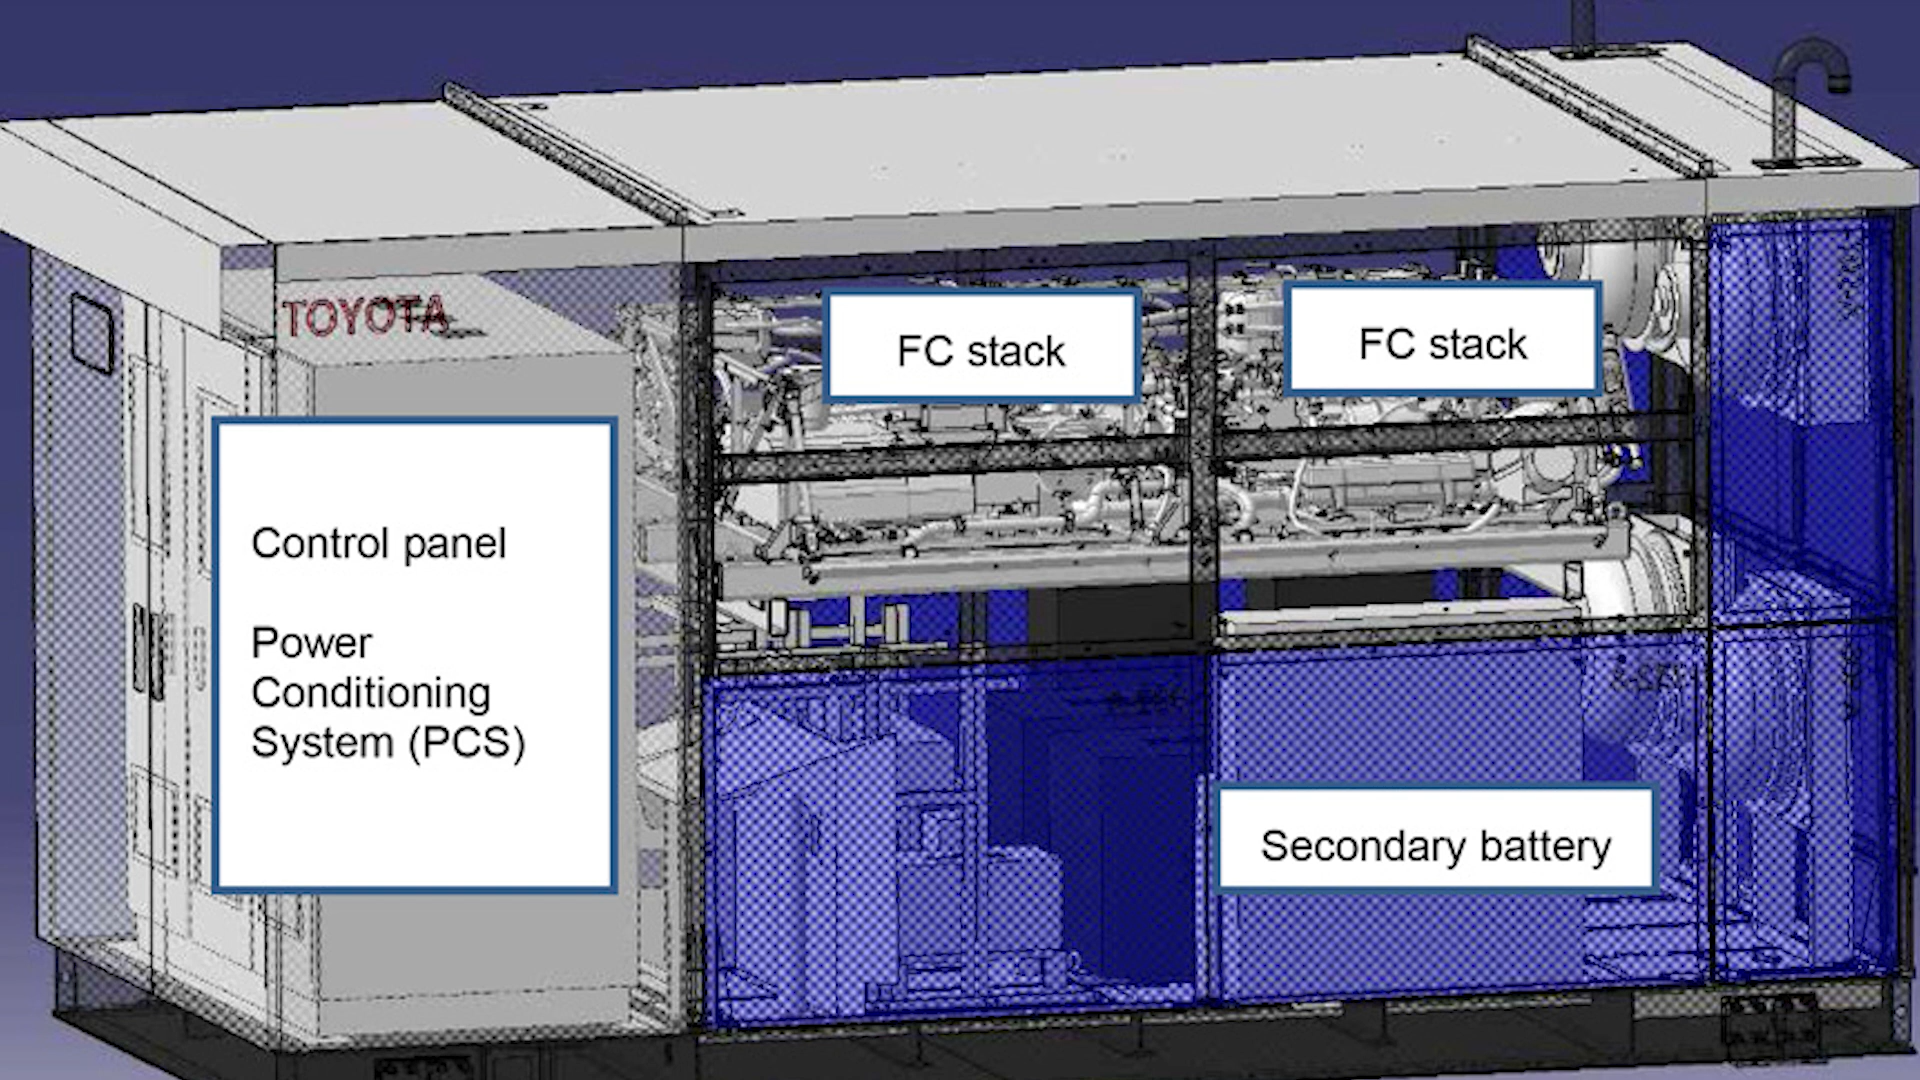 TOYOTA
FC stack
FC stack
Control panel
Power
Conditioning
System (PCS)
Secondary battery